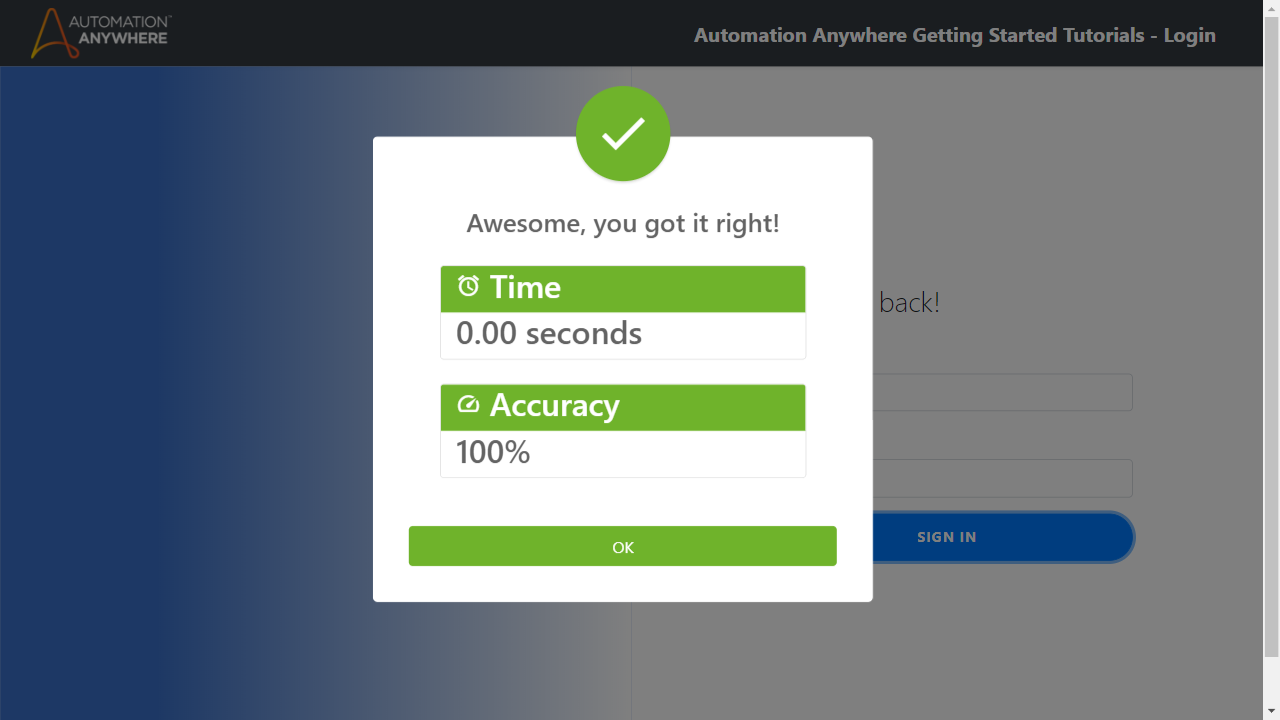 AUTOMATION™
ANYWHERE
Automation Anywhere Getting Started Tutorials - Login
Awesome, you got it right!
Time
0.00 seconds
back!
Accuracy
100%
SIGN IN
OK